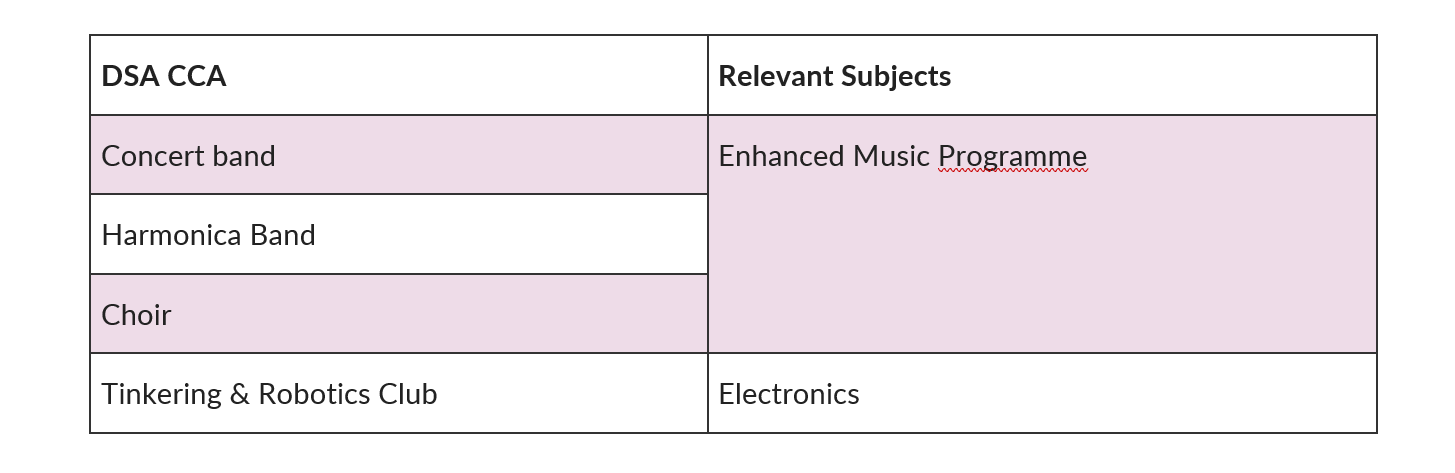 DSA CCA Relevant Subjects
Concert band Enhanced Music Programme
Harmonica Band
Choir
Tinkering & Robotics Club Electronics